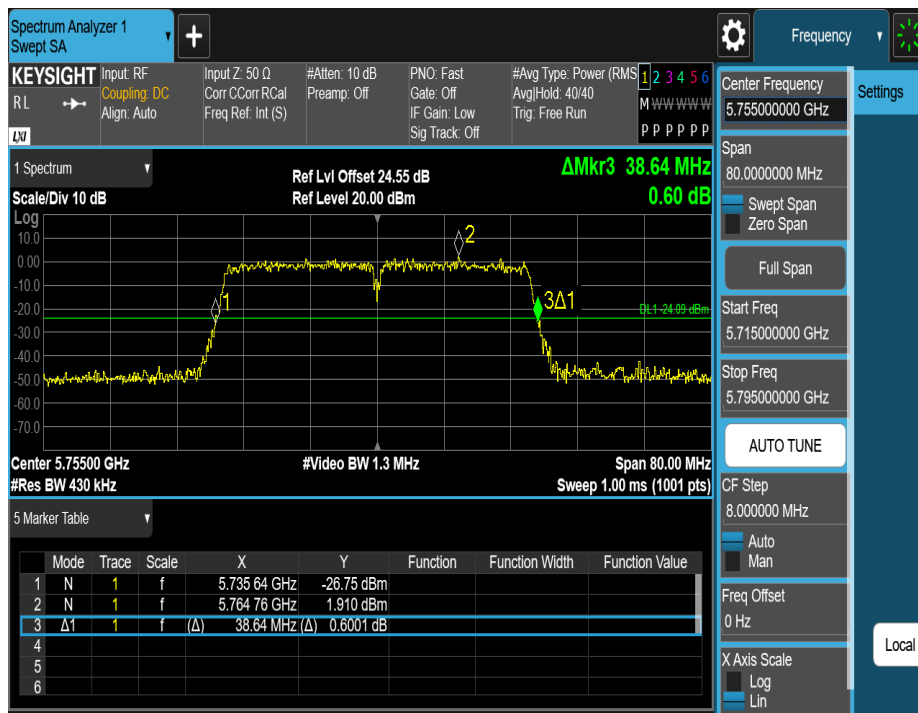 Spectrum Analyzer 1
Swept SA
+
Frequency
KEYSIGHT
RL
LXI
Input: RF
Coupling: DC
Align: Auto
Input Z: 50 Ω
Corr CCorr RCal
Freq Ref: Int (S)
#Atten: 10 dB
Preamp: Off
PNO: Fast
Gate: Off
IF Gain: Low
Sig Track: Off
#Avg Type: Power (RMS
Avg|Hold: 40/40
Trig: Free Run
1 2 3 4 5 6
M W W W W W
P P P P P P
1 Spectrum
Scale/Div 10 dB
Ref Lvl Offset 24.55 dB
Ref Level 20.00 dBm
ΔMkr3 38.64 MHz
0.60 dB
Log
10.0
0.00
-10.0
-20.0
-30.0
-40.0
-50.0
-60.0
-70.0
1
2
3Δ1
DL1 -24.09 dBm
Center 5.75500 GHz
#Res BW 430 kHz
#Video BW 1.3 MHz
Span 80.00 MHz
Sweep 1.00 ms (1001 pts)
5 Marker Table
Mode Trace Scale X Y Function Function Width Function Value
1 N 1 f 5.735 64 GHz -26.75 dBm
2 N 1 f 5.764 76 GHz 1.910 dBm
3 Δ1 1 f (Δ) 38.64 MHz (Δ) 0.6001 dB
4
5
6
Center Frequency
5.755000000 GHz
Settings
Span
80.0000000 MHz
Swept Span
Zero Span
Full Span
Start Freq
5.715000000 GHz
Stop Freq
5.795000000 GHz
AUTO TUNE
CF Step
8.000000 MHz
Auto
Man
Freq Offset
0 Hz
Local
X Axis Scale
Log
Lin